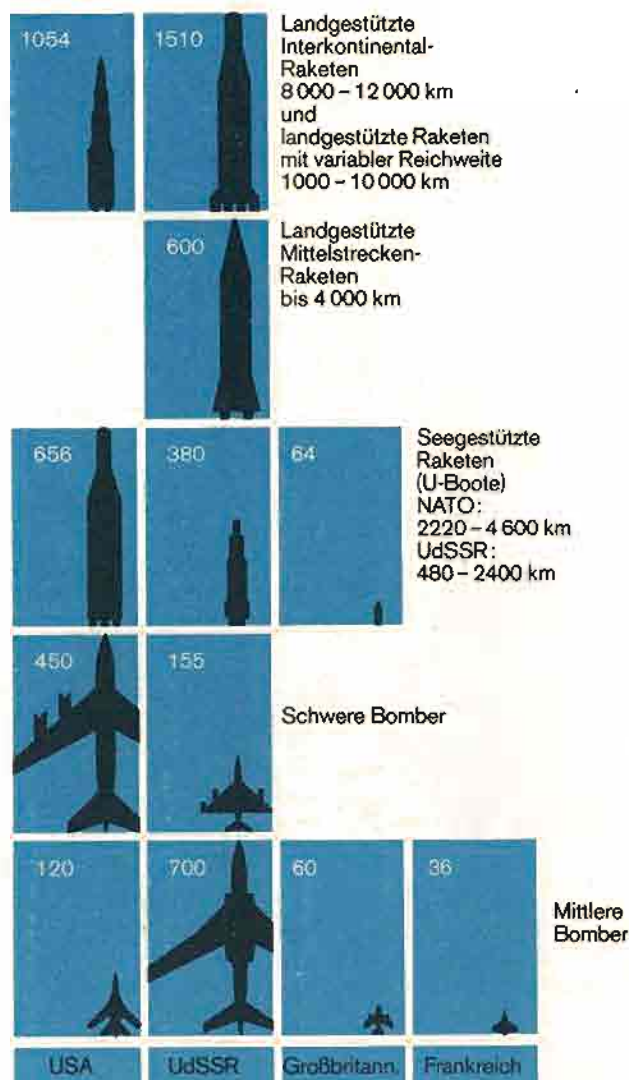 1054
1510
Landgestützte
Interkontinental-
Raketen
8 000 – 12 000 km
und
landgestützte Raketen
mit variabler Reichweite
1000 – 10 000 km
600
Landgestützte
Mittelstrecken-
Raketen
bis 4 000 km
656
380
64
Seegestützte
Raketen
(U-Boote)
NATO:
2220 – 4 600 km
UdSSR:
480 – 2400 km
450
155
Schwere Bomber
120
700
60
36
Mittlere
Bomber
USA
UdSSR
Großbritann.
Frankreich